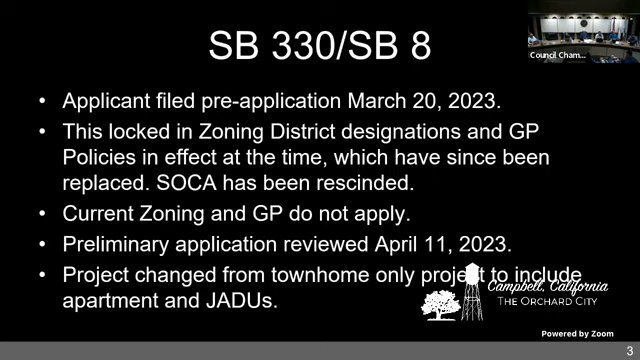 SB 330/SB 8
Council Cham...
• Applicant filed pre-application March 20, 2023.
• This locked in Zoning District designations and GP
Policies in effect at the time, which have since been
replaced. SOCA has been rescinded.
• Current Zoning and GP do not apply.
• Preliminary application reviewed April 11, 2023.
• Project changed from townhome only project to include
apartment and JADUs.
Campbell, California
THE ORCHARD CITY
Powered by Zoom
3